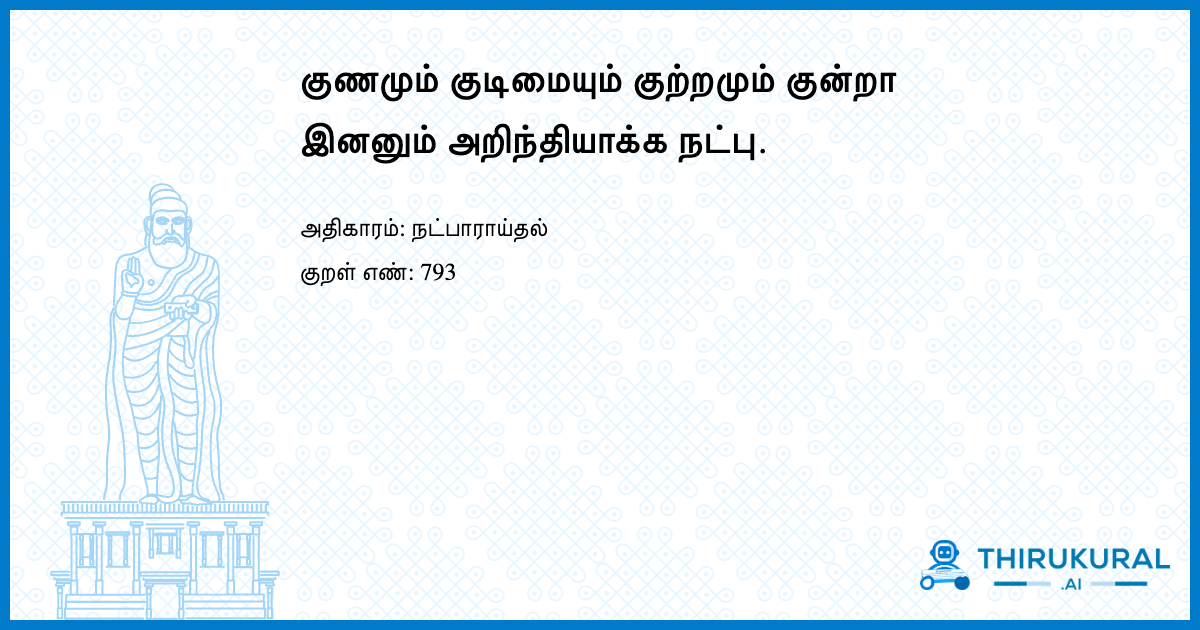 குணமும் குடிமையும் குற்றமும் குன்றா
இனனும் அறிந்தியாக்க நட்பு.
அதிகாரம்: நட்பாராய்தல்
குறள் எண்: 793
THIRUKURAL
.AI